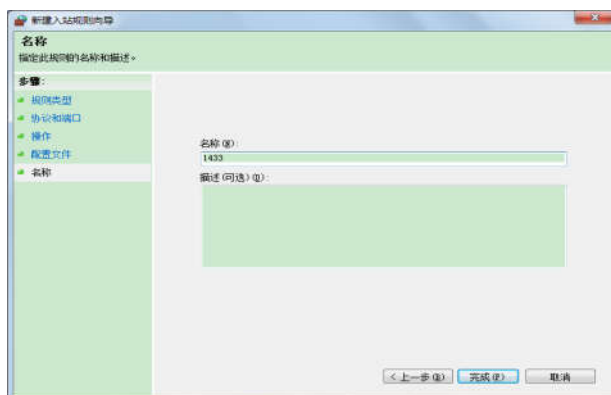 新建入站规则向导
名称
指定此规则的名称和描述。
步骤:
规则类型
协议和端口
操作
配置文件
名称
名称(N):
1433
描述(可选)(D):
< 上一步(B)
完成(F)
取消